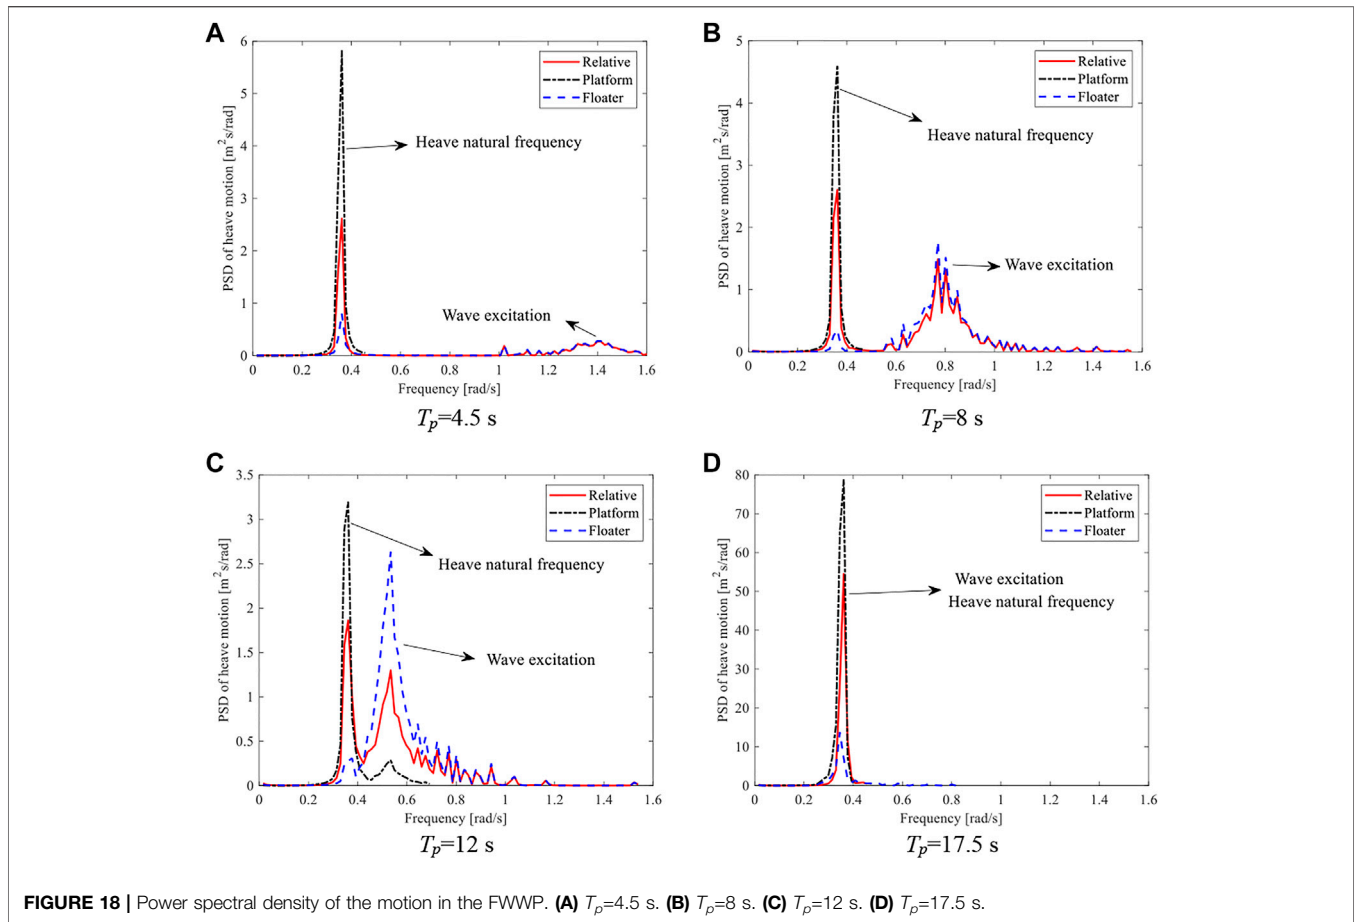 A
6
5
4
3
2
1
0
PSD of heave motion [m²s/rad]
Relative
Platform
Floater
Heave natural frequency
Wave excitation
0 0.2 0.4 0.6 0.8 1 1.2 1.4 1.6
Frequency [rad/s]
Tp=4.5 s
B
5
4
3
2
1
0
PSD of heave motion [m²s/rad]
Relative
Platform
Floater
Heave natural frequency
Wave excitation
0 0.2 0.4 0.6 0.8 1 1.2 1.4 1.6
Frequency [rad/s]
Tp=8 s
C
3.5
3
2.5
2
1.5
1
0.5
0
PSD of heave motion [m²s/rad]
Relative
Platform
Floater
Heave natural frequency
Wave excitation
0 0.2 0.4 0.6 0.8 1 1.2 1.4 1.6
Frequency [rad/s]
Tp=12 s
D
80
70
60
50
40
30
20
10
0
PSD of heave motion [m²s/rad]
Relative
Platform
Floater
Wave excitation
Heave natural frequency
0 0.2 0.4 0.6 0.8 1 1.2 1.4 1.6
Frequency [rad/s]
Tp=17.5 s
FIGURE 18 | Power spectral density of the motion in the FWWP. (A) Tp=4.5 s. (B) Tp=8 s. (C) Tp=12 s. (D) Tp=17.5 s.